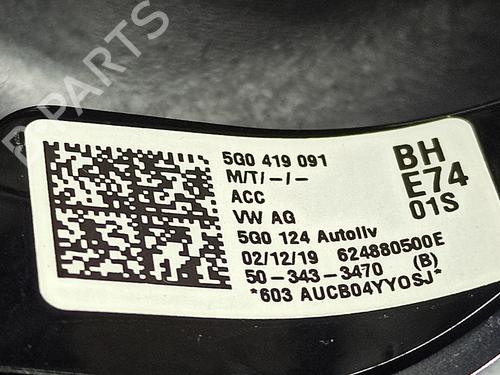 B PARTS
5G0 419 091
M/T/-/-
ACC
VW AG
5G0 124 Autoliv
02/12/19 624880500E
50-343-3470 (B)
*603 AUCB04YYOSJ*
BH
E74
01S